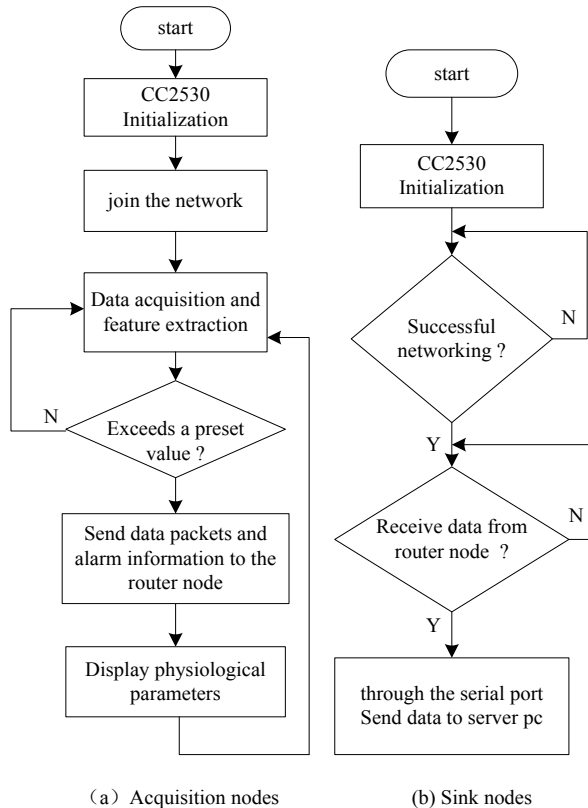 start
CC2530
Initialization
join the network
Data acquisition and
feature extraction
N
Exceeds a preset
value ?
Send data packets and
alarm information to the
router node
Display physiological
parameters
(a) Acquisition nodes
start
CC2530
Initialization
Successful
networking ?
N
Y
Receive data from
router node ?
N
Y
through the serial port
Send data to server pc
(b) Sink nodes